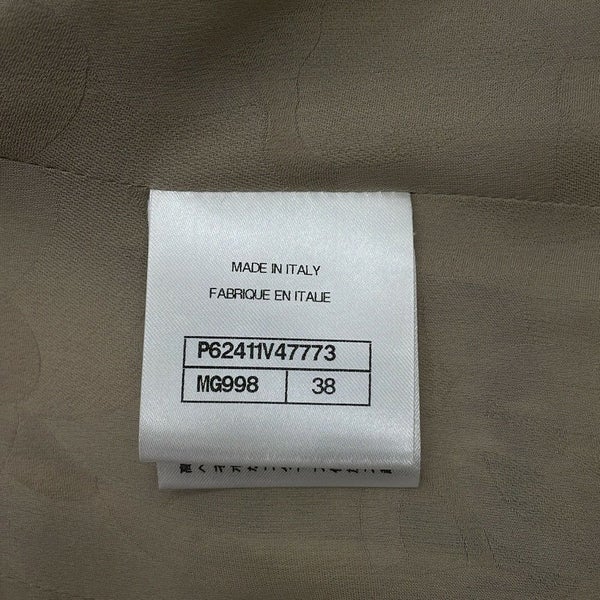 MADE IN ITALY
FABRIQUE EN ITALIE
P62411V47773
MG998 38